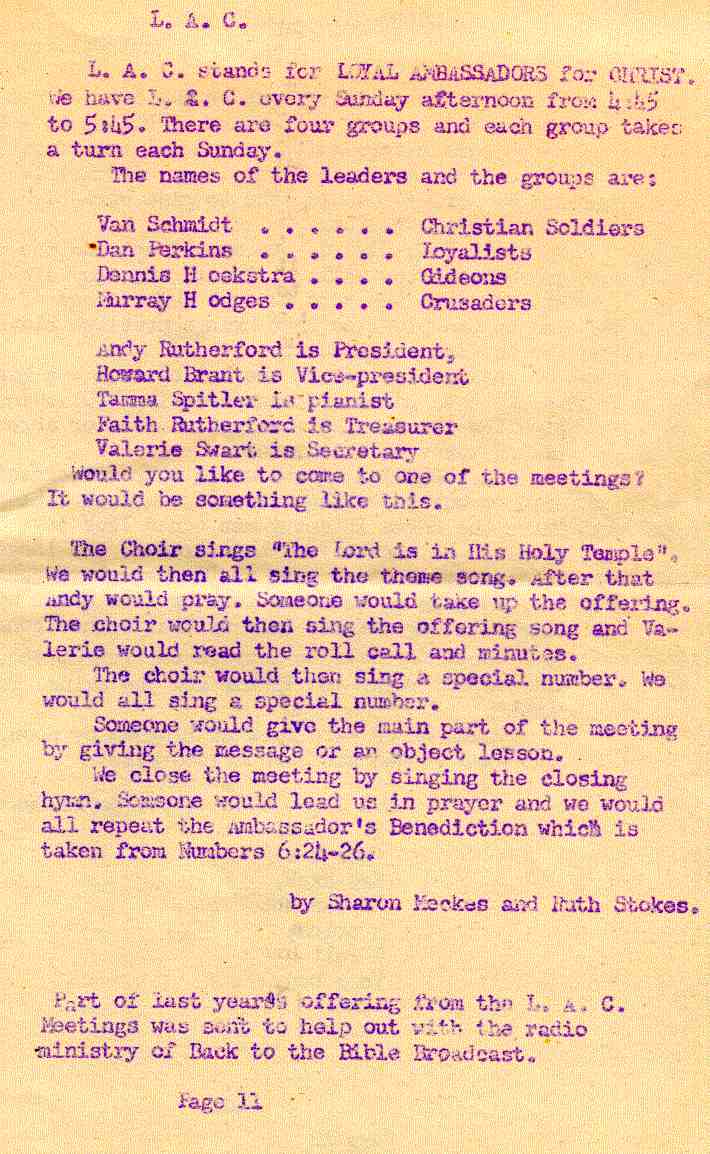 L. A. C.
L. A. C. stands for LOYAL AMBASSADORS for CHRIST.
We have L. A. C. every Sunday afternoon from 4:45
to 5:45. There are four groups and each group takes
a turn each Sunday.
The names of the leaders and the groups are:
Van Schmidt . . . . . . Christian Soldiers
Dan Perkins . . . . . . Loyalists
Dennis H oekstra . . . . Gideons
Murray H odges . . . . . Crusaders
Andy Rutherford is President,
Howard Brant is Vice-president
Tamma Spitler is pianist
Faith Rutherford is Treasurer
Valerie Swart is Secretary
Would you like to come to one of the meetings?
It would be something like this.
The Choir sings "The Lord is in His Holy Temple".
We would then all sing the theme song. After that
Andy would pray. Someone would take up the offering.
The choir would then sing the offering song and Va-
lerie would read the roll call and minutes.
The choir would then sing a special number. We
would all sing a special number.
Someone would give the main part of the meeting
by giving the message or an object lesson.
We close the meeting by singing the closing
hymn. Someone would lead us in prayer and we would
all repeat the Ambassador's Benediction which is
taken from Numbers 6:24-26.
by Sharon Meckes and Ruth Stokes.
Part of last year's offering from the L. A. C.
Meetings was sent to help out with the radio
ministry of Back to the Bible Broadcast.
Page 11